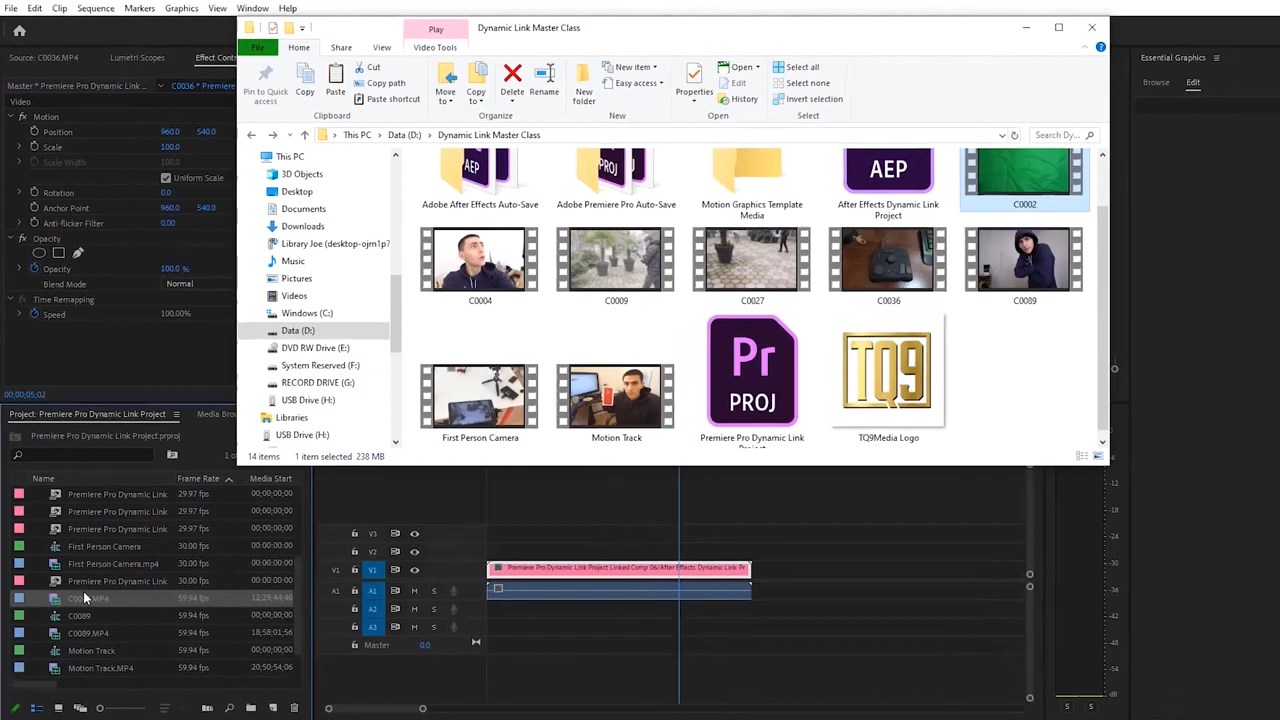 File Edit Clip Sequence Markers Graphics View Window Help
Play
Dynamic Link Master Class
File Home Share View Video Tools
Source: C0036.MP4 Lumetri Scopes Effect Contr
Essential Graphics
Browse Edit
Pin to Quick access
Copy
Paste
Cut
Copy path
Paste shortcut
Clipboard
Move to
Copy to
Delete
Rename
Organize
New folder
New item
Easy access
New
Properties
Open
Edit
History
Open
Select all
Select none
Invert selection
Select
This PC Data (D:) Dynamic Link Master Class
Search Dy...
Master * Premiere Pro Dynamic Link ... C0036 * Premiere
Video
Motion
Position 960.0 540.0
Scale 100.0
Scale Width 100.0
Uniform Scale
Rotation 0.0
Anchor Point 960.0 540.0
Anti-flicker Filter 0.00
Opacity
Opacity 100.0 %
Blend Mode Normal
Time Remapping
Speed 100.00%
00;00;05;02
This PC
3D Objects
Desktop
Documents
Downloads
Library Joe (desktop-ojm1p7
Music
Pictures
Videos
Windows (C:)
Data (D:)
DVD RW Drive (E:)
System Reserved (F:)
RECORD DRIVE (G:)
USB Drive (H:)
Libraries
USB Drive (H:)
AEP
PROJ
AEP
Adobe After Effects Auto-Save
Adobe Premiere Pro Auto-Save
Motion Graphics Template Media
After Effects Dynamic Link Project
C0002
C0004
C0009
C0027
C0036
C0089
Pr
PROJ
TQ9
First Person Camera
Motion Track
Premiere Pro Dynamic Link
TQ9Media Logo
14 items 1 item selected 238 MB
Project: Premiere Pro Dynamic Link Project Media Bro
Premiere Pro Dynamic Link Project.prproj
Name Frame Rate Media Start
Premiere Pro Dynamic Link 29.97 fps 00;00;00;00
Premiere Pro Dynamic Link 29.97 fps 00;00;00;00
Premiere Pro Dynamic Link 29.97 fps 00;00;00;00
First Person Camera 30.00 fps 00:00:00:00
First Person Camera.mp4 30.00 fps 00:00:00:00
Premiere Pro Dynamic Link 30.00 fps 00:00:00:00
59.94 fps 12;29;44;46
C0089 59.94 fps 00;00;00;00
C0089.MP4 59.94 fps 18;58;01;56
Motion Track 59.94 fps 00;00;00;00
Motion Track.MP4 59.94 fps 20;50;54;06
V3
V2
V1 V1
A1 A1 M S
A2 M S
A3 M S
Master 0.0
Premiere Pro Dynamic Link Project Linked Comp 06/After Effects Dynamic Link Pr
-6
-12
-18
-24
-30
-36
-42
-48
-54
dB
S S